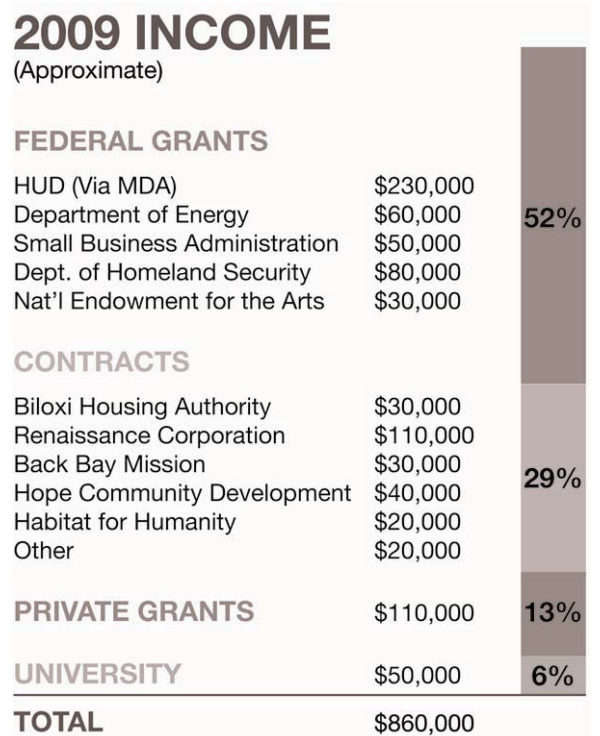 2009 INCOME
(Approximate)
FEDERAL GRANTS
HUD (Via MDA) $230,000
Department of Energy $60,000
Small Business Administration $50,000
Dept. of Homeland Security $80,000
Nat'l Endowment for the Arts $30,000
52%
CONTRACTS
Biloxi Housing Authority $30,000
Renaissance Corporation $110,000
Back Bay Mission $30,000
Hope Community Development $40,000
Habitat for Humanity $20,000
Other $20,000
29%
PRIVATE GRANTS $110,000 13%
UNIVERSITY $50,000 6%
TOTAL $860,000